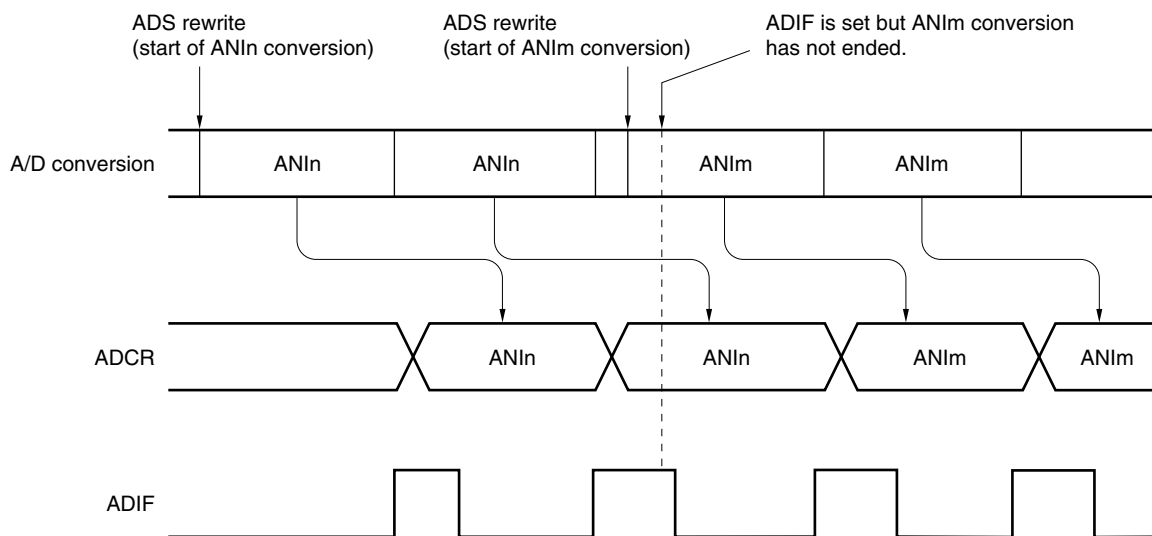 ADS rewrite
(start of ANIn conversion)
ADS rewrite
(start of ANIm conversion)
ADIF is set but ANIm conversion
has not ended.
A/D conversion
ANIn
ANIn
ANIm
ANIm
ADCR
ANIn
ANIn
ANIm
ANIm
ADIF